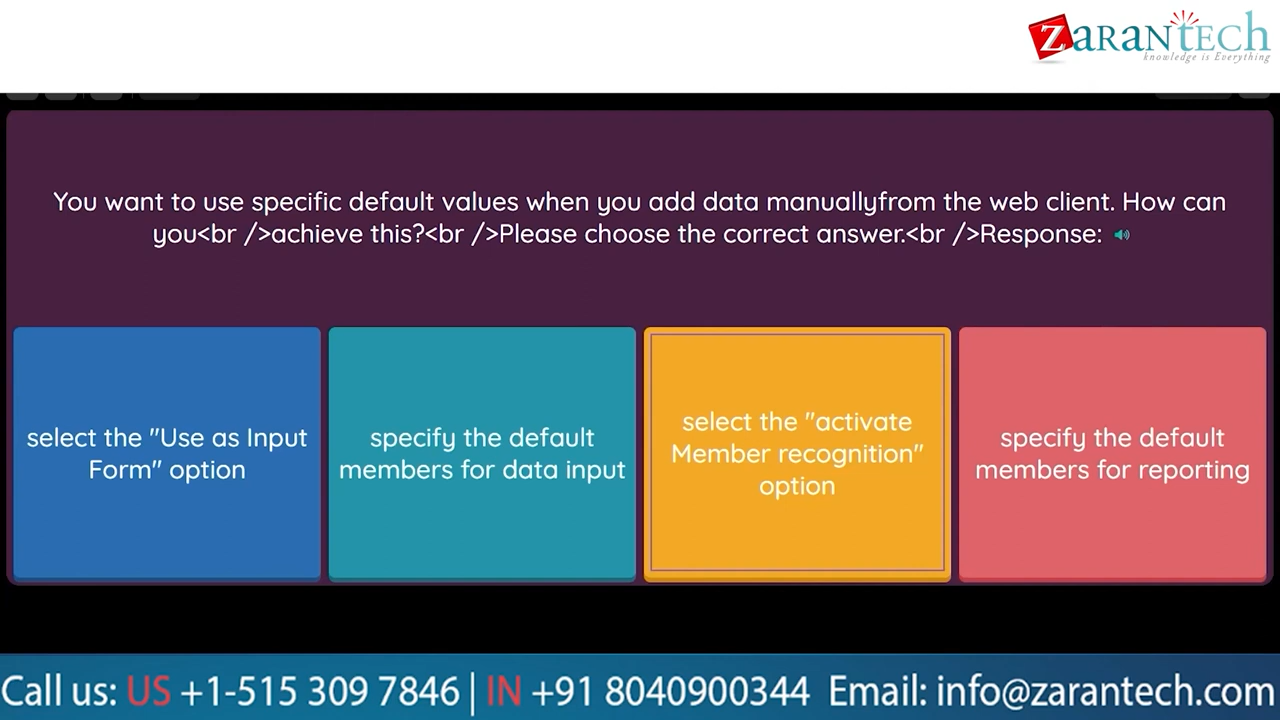 ZARANTECH
knowledge is Everything
You want to use specific default values when you add data manuallyfrom the web client. How can
you<br />achieve this?<br />Please choose the correct answer.<br />Response:
select the "Use as Input
Form" option
specify the default
members for data input
select the "activate
Member recognition"
option
specify the default
members for reporting
Call us: US +1-515 309 7846 | IN +91 8040900344 Email: info@zarantech.com